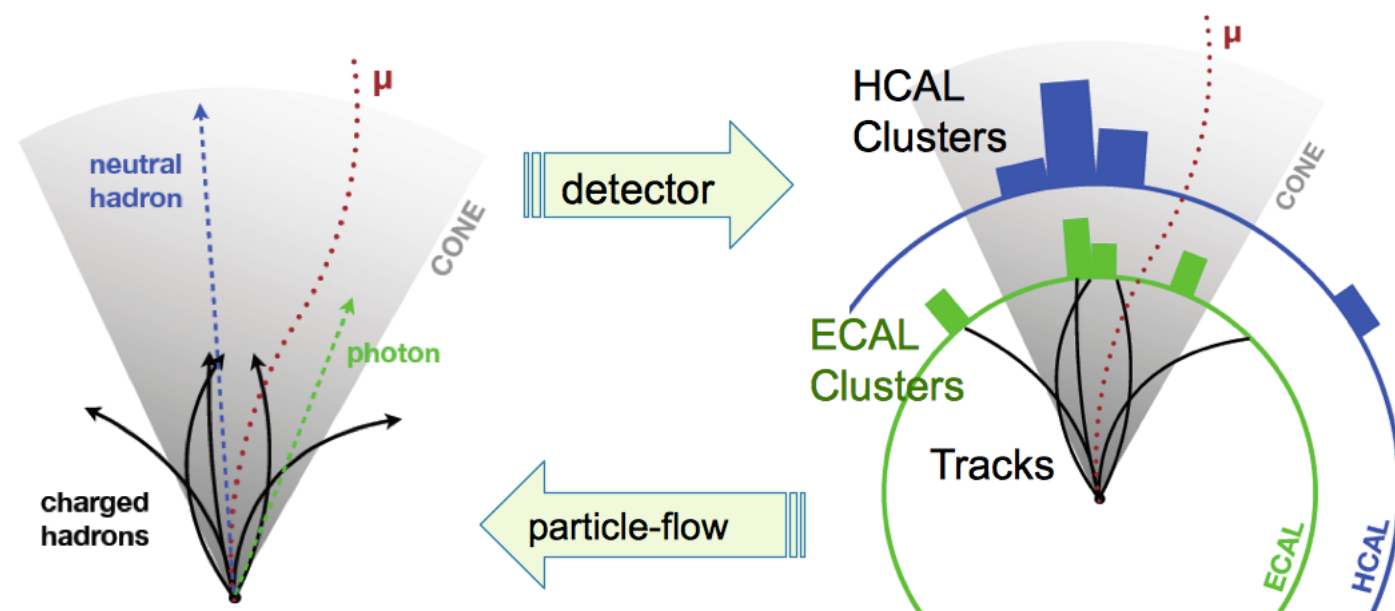 μ
neutral
hadron
CONE
photon
charged
hadrons
detector
particle-flow
μ
HCAL
Clusters
CONE
ECAL
Clusters
Tracks
ECAL
HCAL